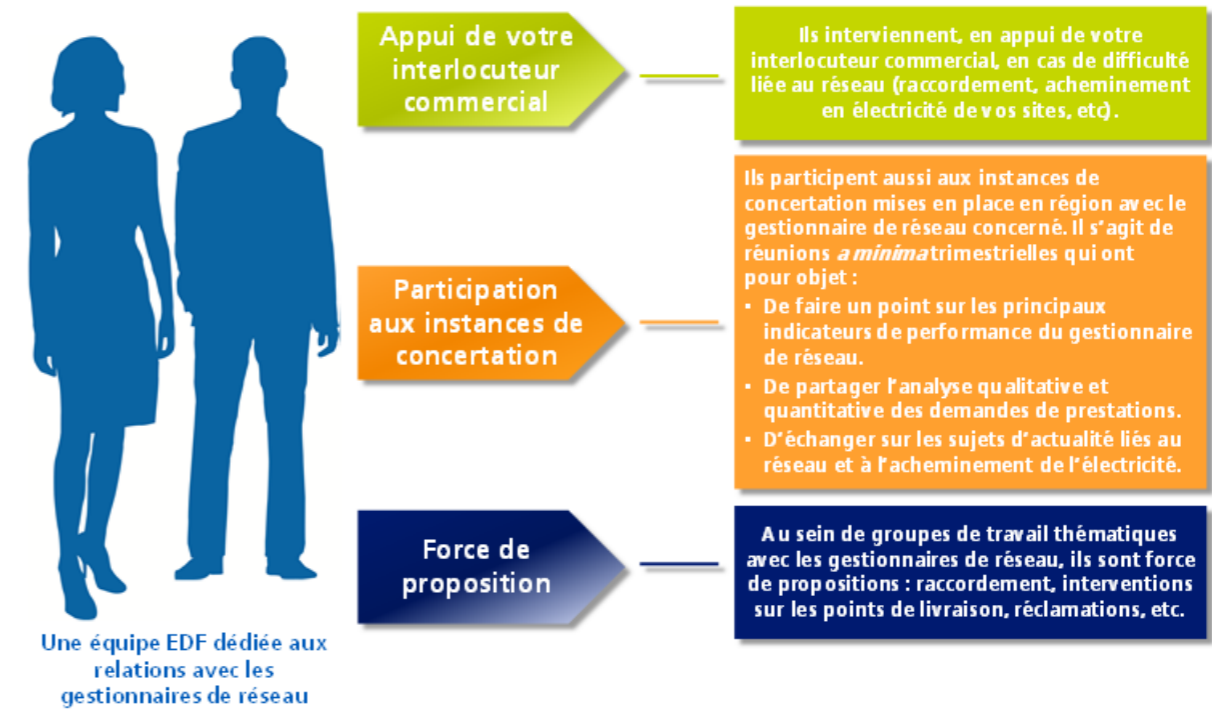 Appui de votre
interlocuteur
commercial
Ils interviennent, en appui de votre
interlocuteur commercial, en cas de difficulté
liée au réseau (raccordement, acheminement
en électricité de vos sites, etc).
Participation
aux instances de
concertation
Ils participent aussi aux instances de
concertation mises en place en région avec le
gestionnaire de réseau concerné. Il s'agit de
réunions a minima trimestrielles qui ont
pour objet :
▪ De faire un point sur les principaux
indicateurs de performance du gestionnaire
de réseau.
▪ De partager l'analyse qualitative et
quantitative des demandes de prestations.
▪ D'échanger sur les sujets d'actualité liés au
réseau et à l'acheminement de l'électricité.
Force de
proposition
Au sein de groupes de travail thématiques
avec les gestionnaires de réseau, ils sont force
de propositions : raccordement, interventions
sur les points de livraison, réclamations, etc.
Une équipe EDF dédiée aux
relations avec les
gestionnaires de réseau